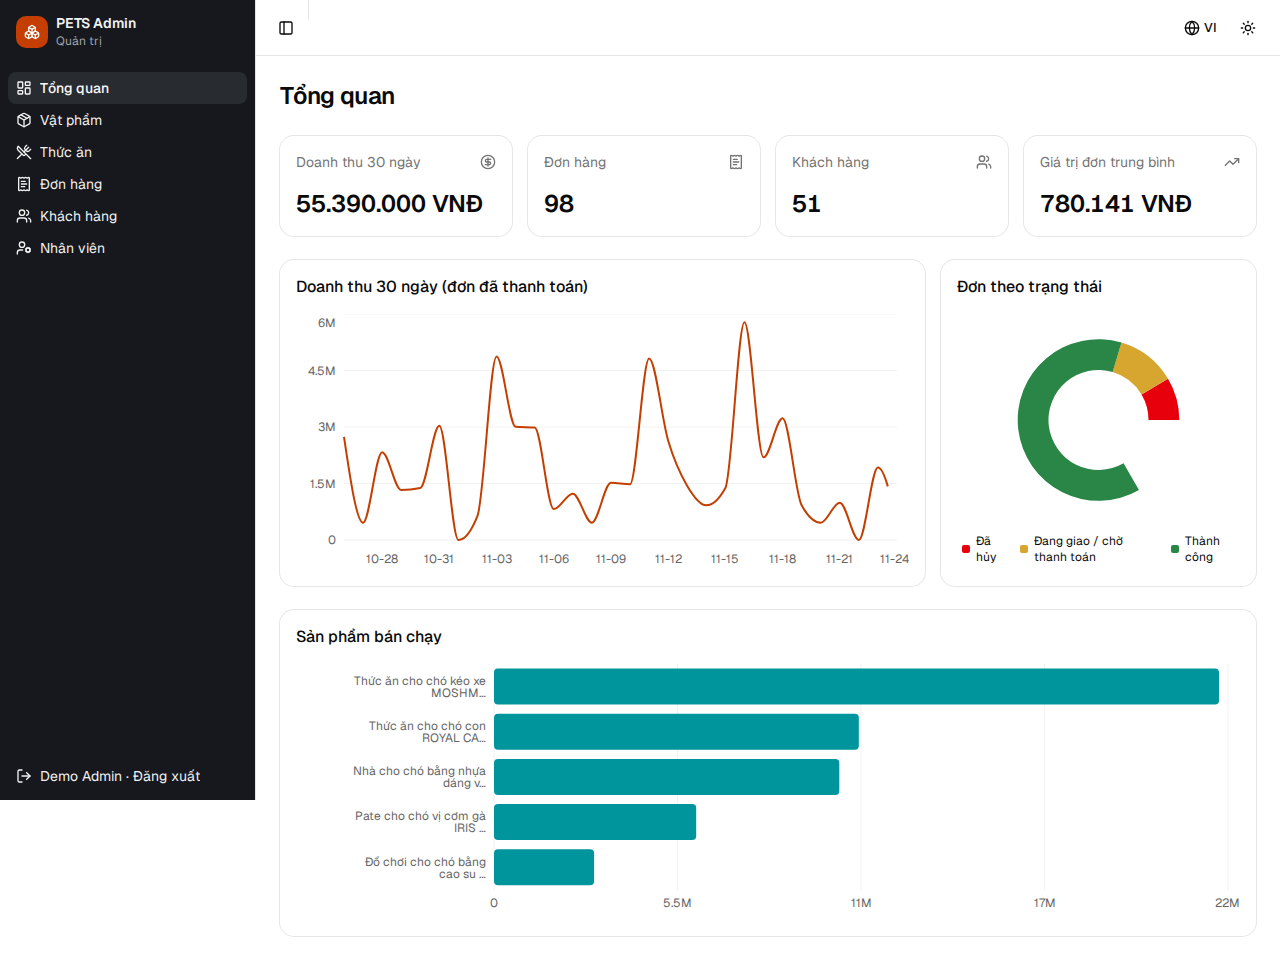 PETS Admin
Quản trị
Tổng quan
Vật phẩm
Thức ăn
Đơn hàng
Khách hàng
Nhân viên
Demo Admin · Đăng xuất
VI
Tổng quan
Doanh thu 30 ngày
55.390.000 VNĐ
Đơn hàng
98
Khách hàng
51
Giá trị đơn trung bình
780.141 VNĐ
Doanh thu 30 ngày (đơn đã thanh toán)
6M
4.5M
3M
1.5M
0
10-28
10-31
11-03
11-06
11-09
11-12
11-15
11-18
11-21
11-24
Đơn theo trạng thái
Đã
hủy
Đang giao / chờ
thanh toán
Thành
công
Sản phẩm bán chạy
Thức ăn cho chó kéo xe
MOSHM...
Thức ăn cho chó con
ROYAL CA...
Nhà cho chó bằng nhựa
dáng v...
Pate cho chó vị cơm gà
IRIS ...
Đồ chơi cho chó bằng
cao su ...
0
5.5M
11M
17M
22M